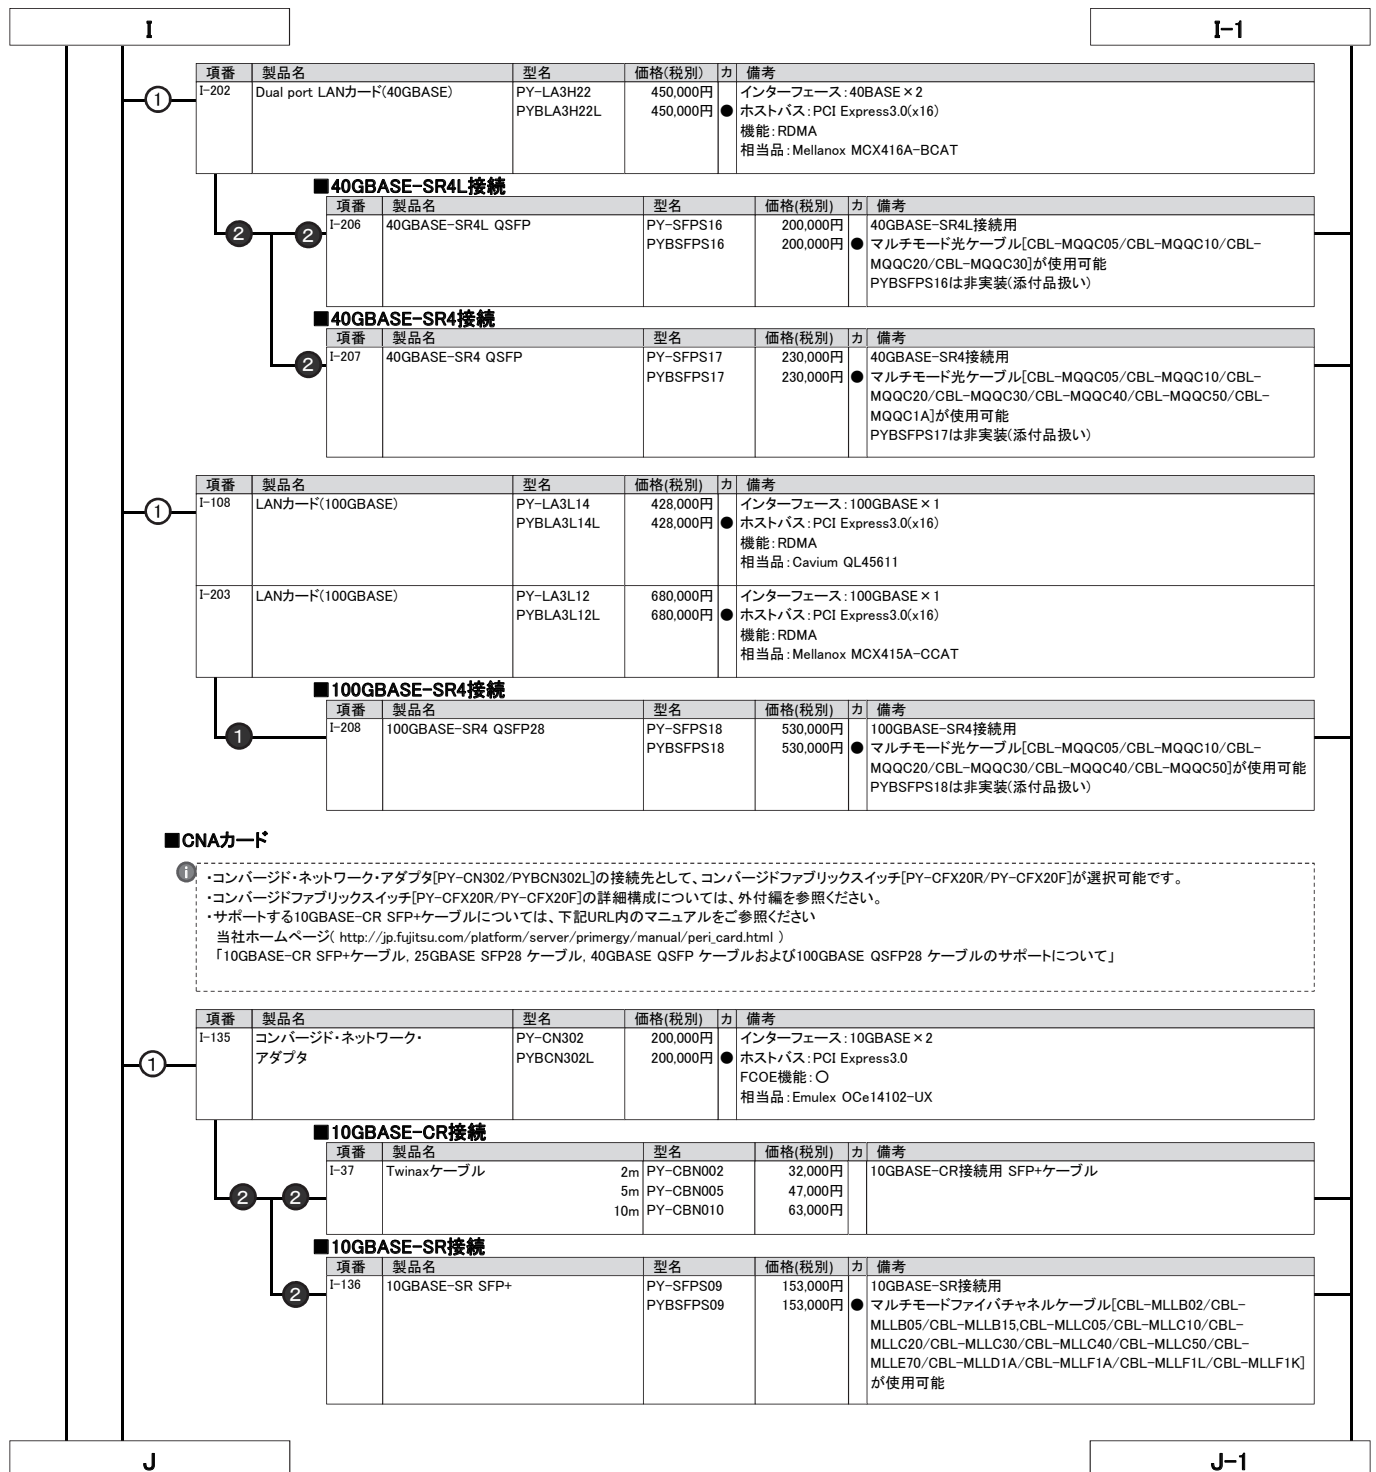 I
I-1
項番 製品名 型名 価格(税別) カ 備考
I-202 Dual port LANカード(40GBASE) PY-LA3H22 450,000円 インターフェース:40BASE×2
PYBLA3H22L 450,000円 ● ホストバス:PCI Express3.0(x16)
機能:RDMA
相当品:Mellanox MCX416A-BCAT
①
■40GBASE-SR4L接続
項番 製品名 型名 価格(税別) カ 備考
I-206 40GBASE-SR4L QSFP PY-SFPS16 200,000円 40GBASE-SR4L接続用
PYBSFPS16 200,000円 ● マルチモード光ケーブル[CBL-MQQC05/CBL-MQQC10/CBL-
MQQC20/CBL-MQQC30]が使用可能
PYBSFPS16は非実装(添付品扱い)
❷ ❷
■40GBASE-SR4接続
項番 製品名 型名 価格(税別) カ 備考
I-207 40GBASE-SR4 QSFP PY-SFPS17 230,000円 40GBASE-SR4接続用
PYBSFPS17 230,000円 ● マルチモード光ケーブル[CBL-MQQC05/CBL-MQQC10/CBL-
MQQC20/CBL-MQQC30/CBL-MQQC40/CBL-MQQC50/CBL-
MQQC1A]が使用可能
PYBSFPS17は非実装(添付品扱い)
❷
項番 製品名 型名 価格(税別) カ 備考
I-108 LANカード(100GBASE) PY-LA3L14 428,000円 インターフェース:100GBASE×1
PYBLA3L14L 428,000円 ● ホストバス:PCI Express3.0(x16)
機能:RDMA
相当品:Cavium QL45611
①
I-203 LANカード(100GBASE) PY-LA3L12 680,000円 インターフェース:100GBASE×1
PYBLA3L12L 680,000円 ● ホストバス:PCI Express3.0(x16)
機能:RDMA
相当品:Mellanox MCX415A-CCAT
■100GBASE-SR4接続
項番 製品名 型名 価格(税別) カ 備考
I-208 100GBASE-SR4 QSFP28 PY-SFPS18 530,000円 100GBASE-SR4接続用
PYBSFPS18 530,000円 ● マルチモード光ケーブル[CBL-MQQC05/CBL-MQQC10/CBL-
MQQC20/CBL-MQQC30/CBL-MQQC40/CBL-MQQC50]が使用可能
PYBSFPS18は非実装(添付品扱い)
❶
■CNAカード
i
・コンバージド・ネットワーク・アダプタ[PY-CN302/PYBCN302L]の接続先として、コンバージドファブリックスイッチ[PY-CFX20R/PY-CFX20F]が選択可能です。
・コンバージドファブリックスイッチ[PY-CFX20R/PY-CFX20F]の詳細構成については、外付編を参照ください。
・サポートする10GBASE-CR SFP+ケーブルについては、下記URL内のマニュアルをご参照ください
当社ホームページ( http://jp.fujitsu.com/platform/server/primergy/manual/peri_card.html )
「10GBASE-CR SFP+ケーブル, 25GBASE SFP28 ケーブル, 40GBASE QSFP ケーブルおよび100GBASE QSFP28 ケーブルのサポートについて」
項番 製品名 型名 価格(税別) カ 備考
I-135 コンバージド・ネットワーク・ PY-CN302 200,000円 インターフェース:10GBASE×2
アダプタ PYBCN302L 200,000円 ● ホストバス:PCI Express3.0
FCOE機能:○
相当品:Emulex OCe14102-UX
①
■10GBASE-CR接続
項番 製品名 型名 価格(税別) カ 備考
I-37 Twinaxケーブル 2m PY-CBN002 32,000円 10GBASE-CR接続用 SFP+ケーブル
5m PY-CBN005 47,000円
10m PY-CBN010 63,000円
❷ ❷
■10GBASE-SR接続
項番 製品名 型名 価格(税別) カ 備考
I-136 10GBASE-SR SFP+ PY-SFPS09 153,000円 10GBASE-SR接続用
PYBSFPS09 153,000円 ● マルチモードファイバチャネルケーブル[CBL-MLLB02/CBL-
MLLB05/CBL-MLLB15,CBL-MLLC05/CBL-MLLC10/CBL-
MLLC20/CBL-MLLC30/CBL-MLLC40/CBL-MLLC50/CBL-
MLLE70/CBL-MLLD1A/CBL-MLLF1A/CBL-MLLF1L/CBL-MLLF1K]
が使用可能
❷
J
J-1